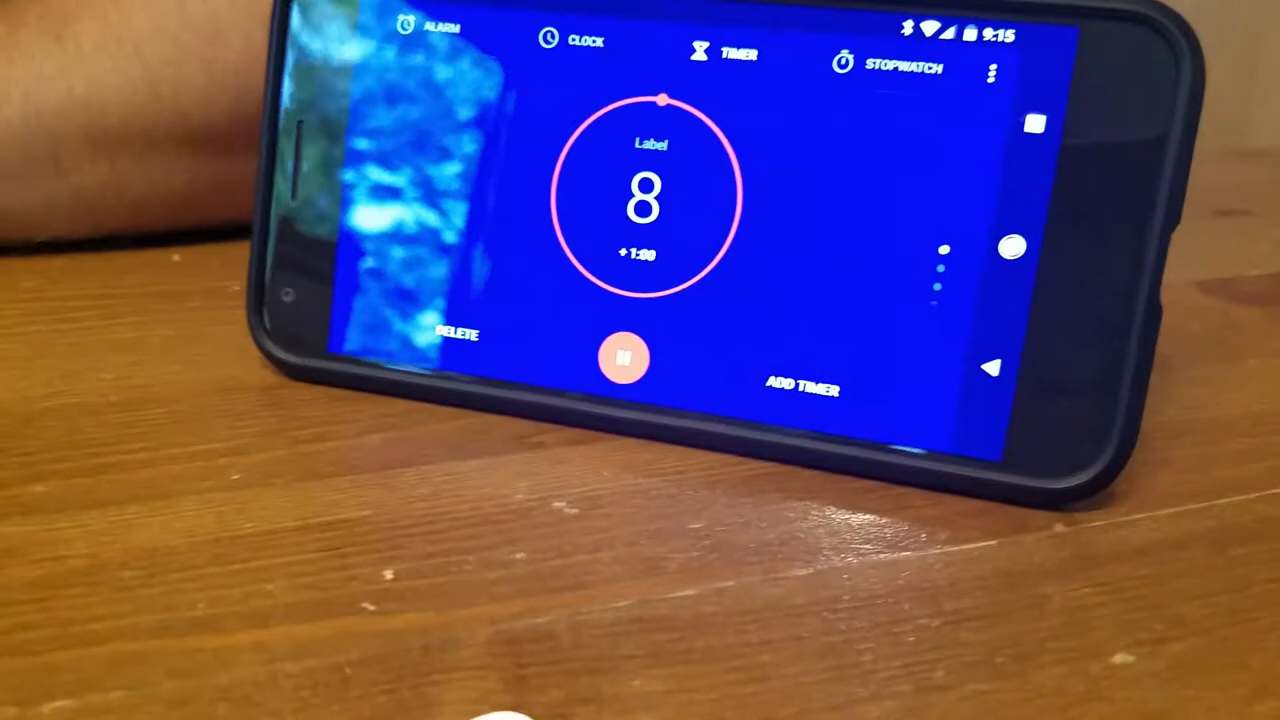 9:15
ALARM
CLOCK
TIMER
STOPWATCH
Label
8
+ 1:00
DELETE
ADD TIMER